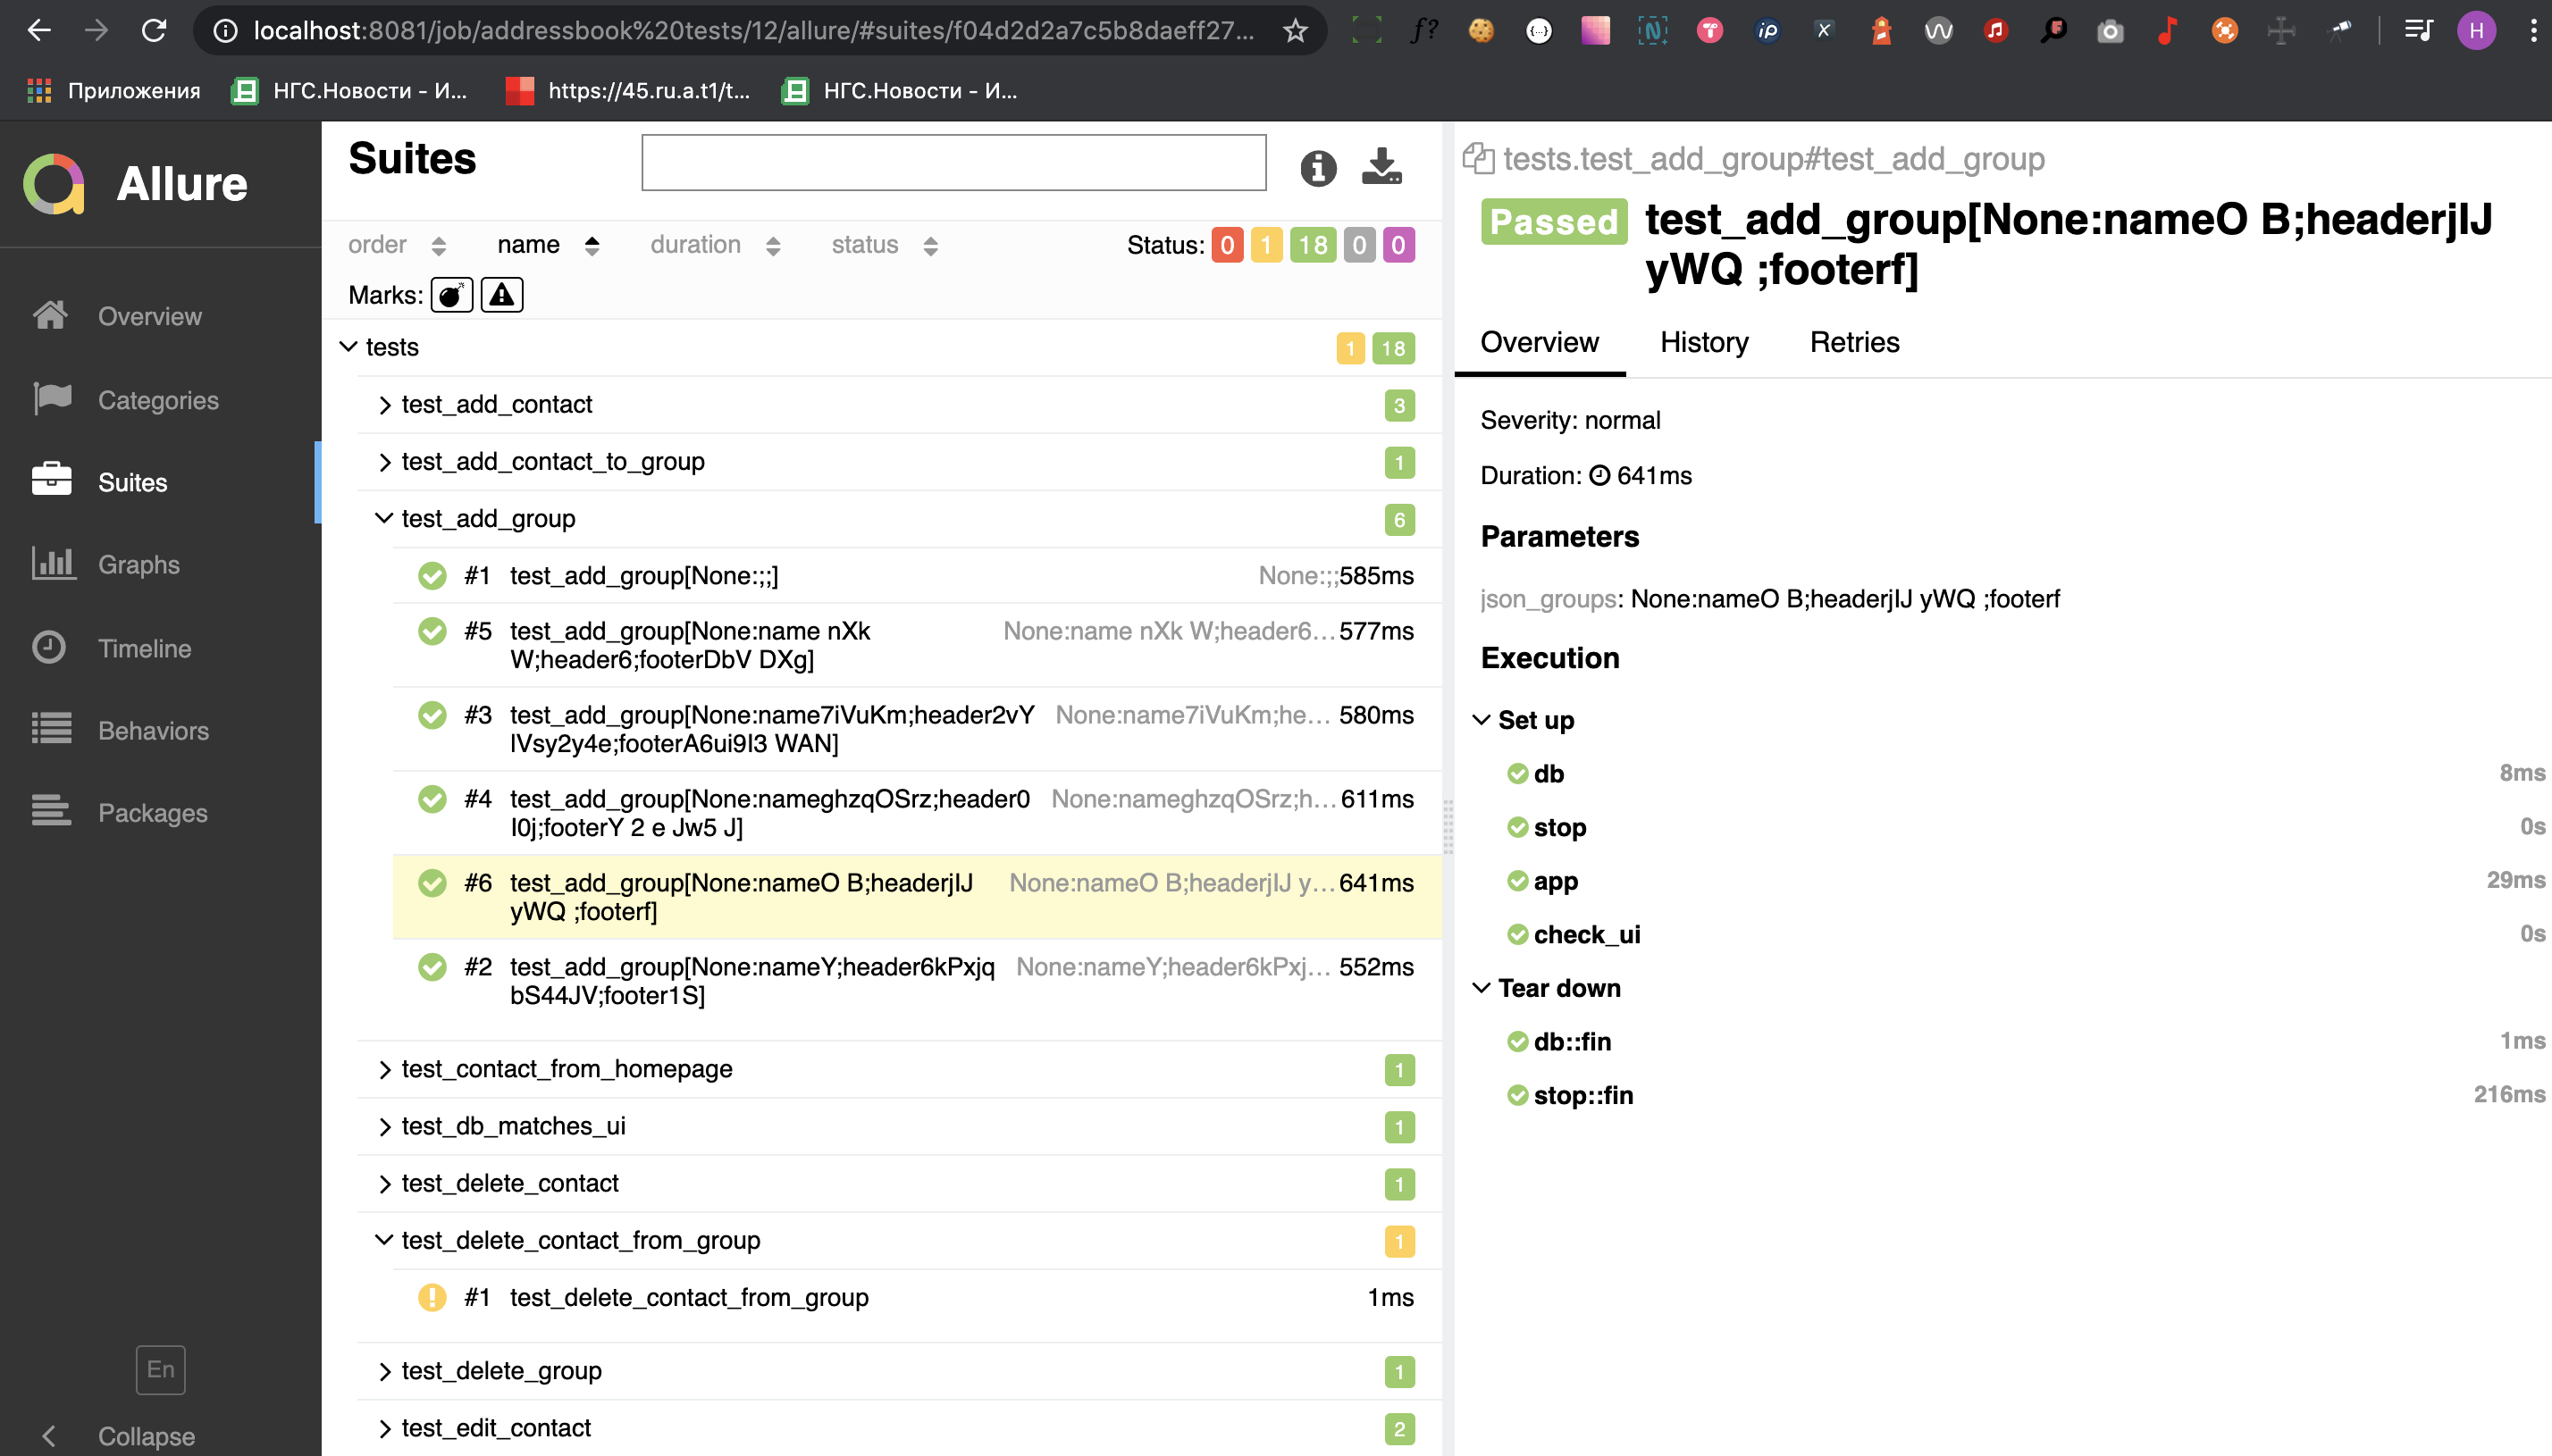 localhost:8081/job/addressbook%20tests/12/allure/#suites/f04d2d2a7c5b8daeff27...
Приложения
НГС.Новости - И...
https://45.ru.a.t1/t...
НГС.Новости - И...
H
Allure
Overview
Categories
Suites
Graphs
Timeline
Behaviors
Packages
En
Collapse
Suites
order name duration status Status: 0 1 18 0 0
Marks:
tests 1 18
test_add_contact 3
test_add_contact_to_group 1
test_add_group 6
#1 test_add_group[None:;;] None:;; 585ms
#5 test_add_group[None:name nXk None:name nXk W;header6... 577ms
W;header6;footerDbV DXg]
#3 test_add_group[None:name7iVuKm;header2vY None:name7iVuKm;he... 580ms
lVsy2y4e;footerA6ui9I3 WAN]
#4 test_add_group[None:nameghzqOSrz;header0 None:nameghzqOSrz;h... 611ms
I0j;footerY 2 e Jw5 J]
#6 test_add_group[None:nameO B;headerjIJ None:nameO B;headerjIJ y... 641ms
yWQ ;footerf]
#2 test_add_group[None:nameY;header6kPxjq None:nameY;header6kPxj... 552ms
bS44JV;footer1S]
test_contact_from_homepage 1
test_db_matches_ui 1
test_delete_contact 1
test_delete_contact_from_group 1
#1 test_delete_contact_from_group 1ms
test_delete_group 1
test_edit_contact 2
tests.test_add_group#test_add_group
Passed test_add_group[None:nameO B;headerjIJ
yWQ ;footerf]
Overview History Retries
Severity: normal
Duration: 641ms
Parameters
json_groups: None:nameO B;headerjIJ yWQ ;footerf
Execution
Set up
db 8ms
stop 0s
app 29ms
check_ui 0s
Tear down
db::fin 1ms
stop::fin 216ms